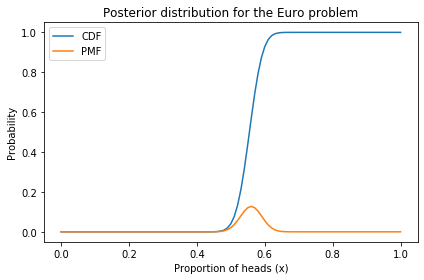 Posterior distribution for the Euro problem
CDF
PMF
Probability
1.0
0.8
0.6
0.4
0.2
0.0
0.0 0.2 0.4 0.6 0.8 1.0
Proportion of heads (x)